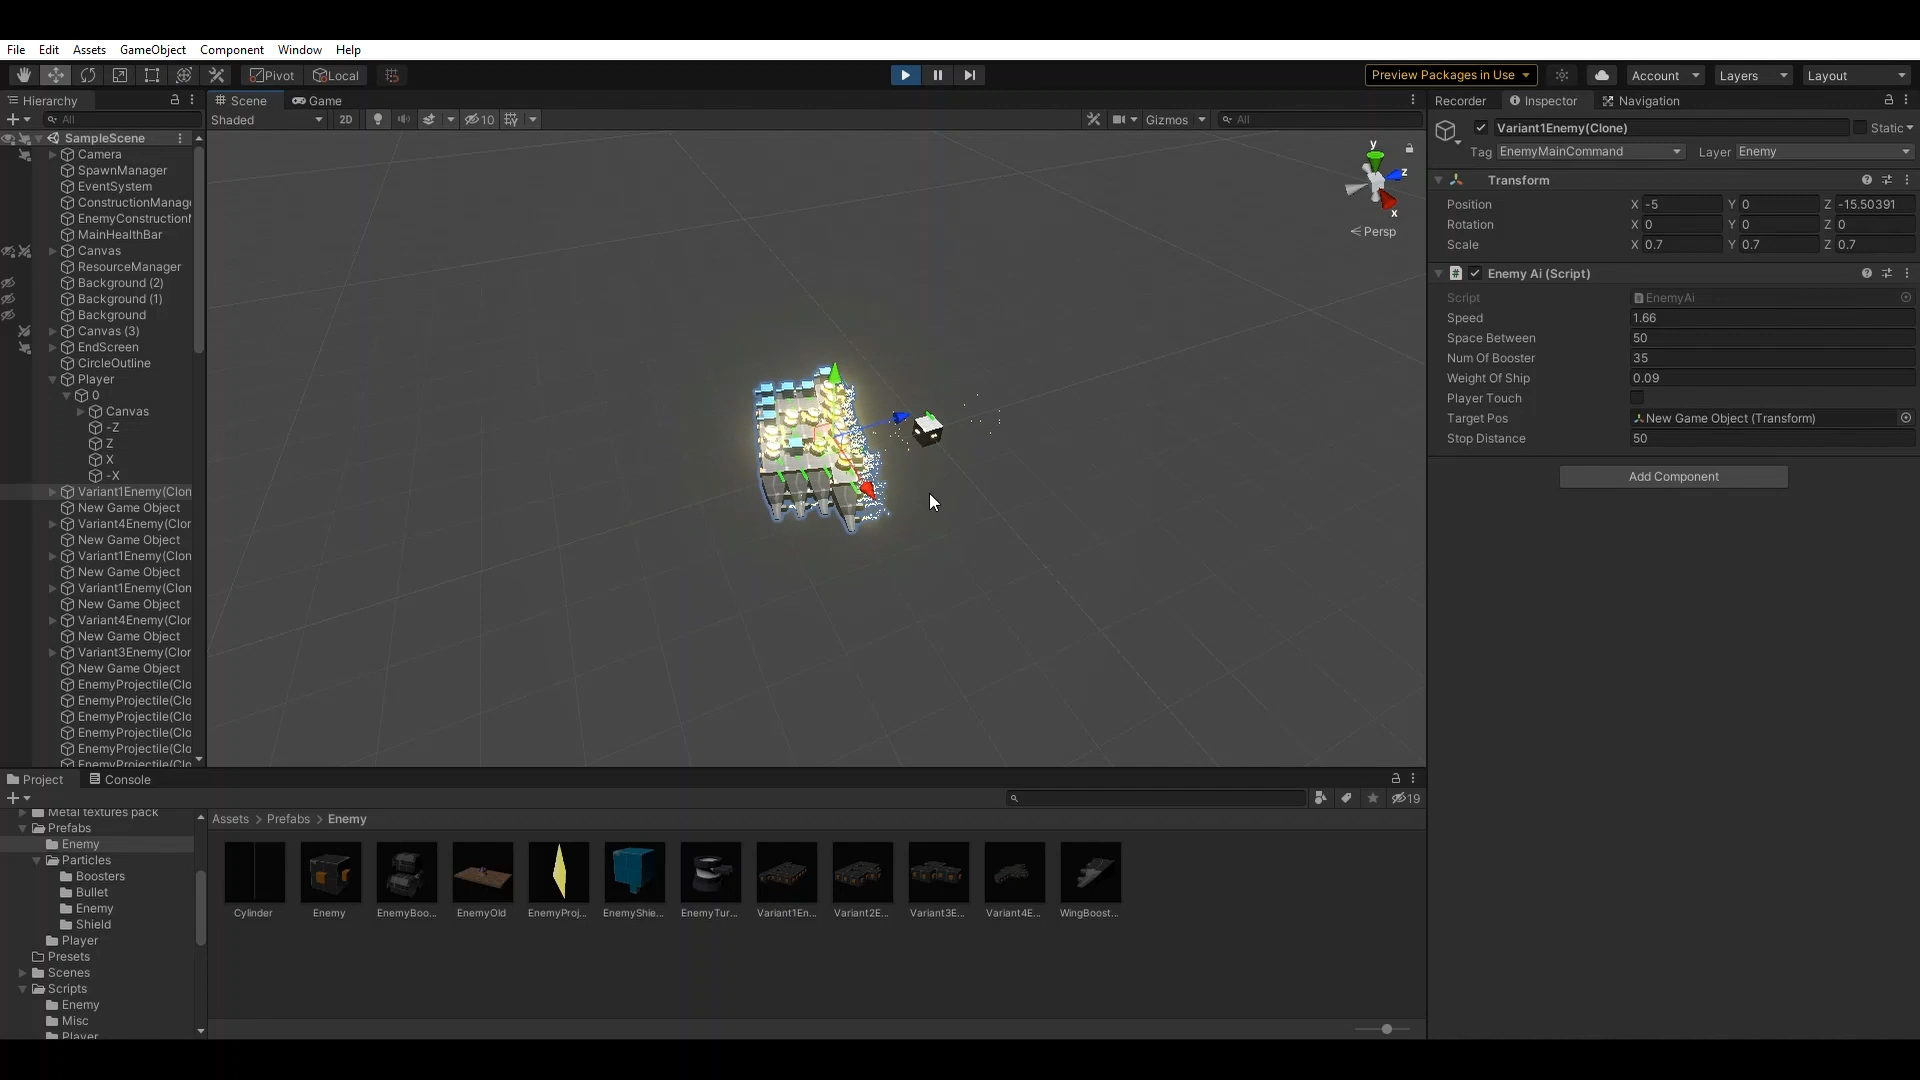 File Edit Assets GameObject Component Window Help
Pivot Local Preview Packages in Use Account Layers Layout
Hierarchy
All
SampleScene
Camera
SpawnManager
EventSystem
ConstructionManag
EnemyConstruction
MainHealthBar
Canvas
ResourceManager
Background (2)
Background (1)
Background
Canvas (3)
EndScreen
CircleOutline
Player
0
Canvas
-Z
Z
X
-X
Variant1Enemy(Clon
New Game Object
Variant4Enemy(Clor
New Game Object
Variant1Enemy(Clon
New Game Object
Variant1Enemy(Clon
New Game Object
Variant4Enemy(Clor
New Game Object
Variant3Enemy(Clor
New Game Object
EnemyProjectile(Clo
EnemyProjectile(Clo
EnemyProjectile(Clo
EnemyProjectile(Clo
EnemyProjectile(Clo
EnemyProjectile(Clo
Scene Game
Shaded 2D 10 Gizmos All
y
z
x
Persp
Recorder Inspector Navigation
Variant1Enemy(Clone) Static
Tag EnemyMainCommand Layer Enemy
Transform
Position X -5 Y 0 Z -15.50391
Rotation X 0 Y 0 Z 0
Scale X 0.7 Y 0.7 Z 0.7
# Enemy Ai (Script)
Script EnemyAi
Speed 1.66
Space Between 50
Num Of Booster 35
Weight Of Ship 0.09
Player Touch
Target Pos New Game Object (Transform)
Stop Distance 50
Add Component
Project Console
19
Metal textures pack
Prefabs
Enemy
Particles
Boosters
Bullet
Enemy
Shield
Player
Presets
Scenes
Scripts
Enemy
Misc
Player
Assets > Prefabs > Enemy
Cylinder Enemy EnemyBoo... EnemyOld EnemyProj... EnemyShie... EnemyTur... Variant1En... Variant2E... Variant3E... Variant4E... WingBoost...